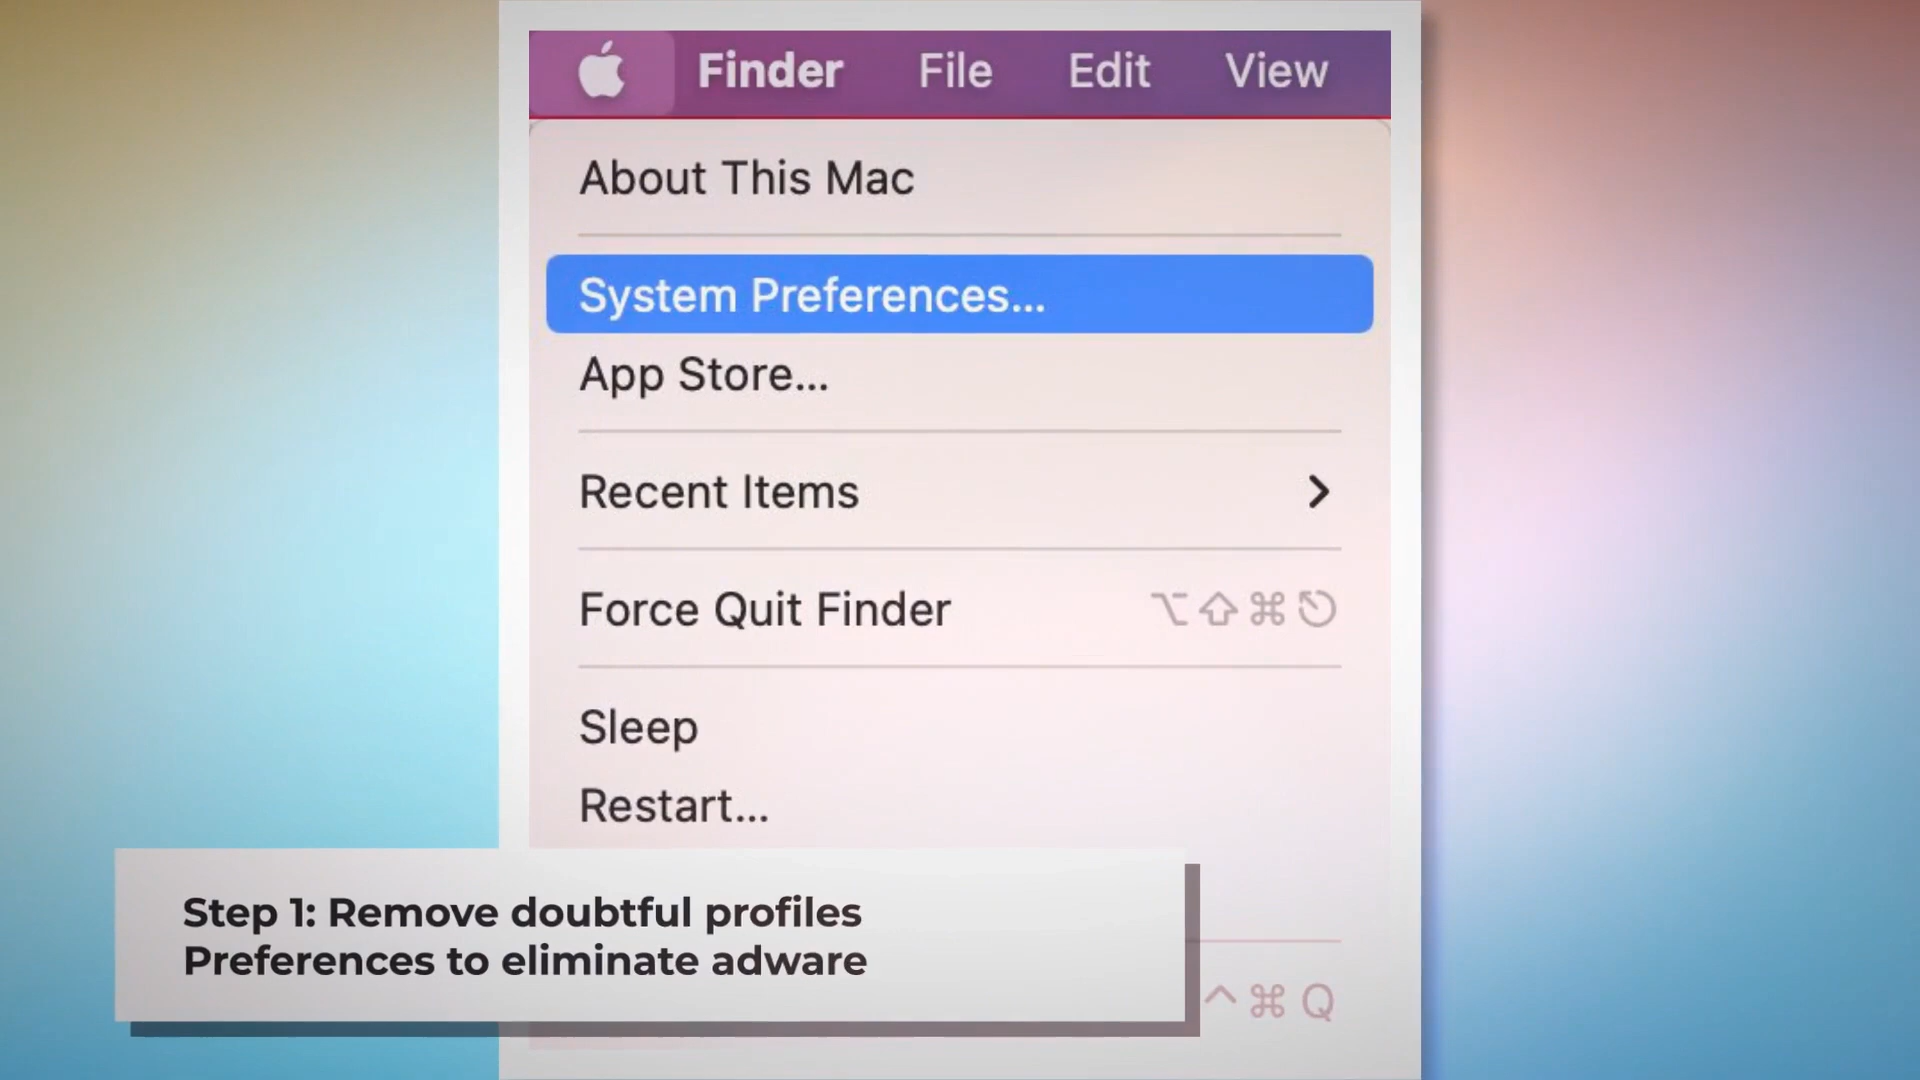 Finder File Edit View
About This Mac
System Preferences...
App Store...
Recent Items
Force Quit Finder ⌥⇧⌘⎋
Sleep
Restart...
Step 1: Remove doubtful profiles
Preferences to eliminate adware
^⌘Q